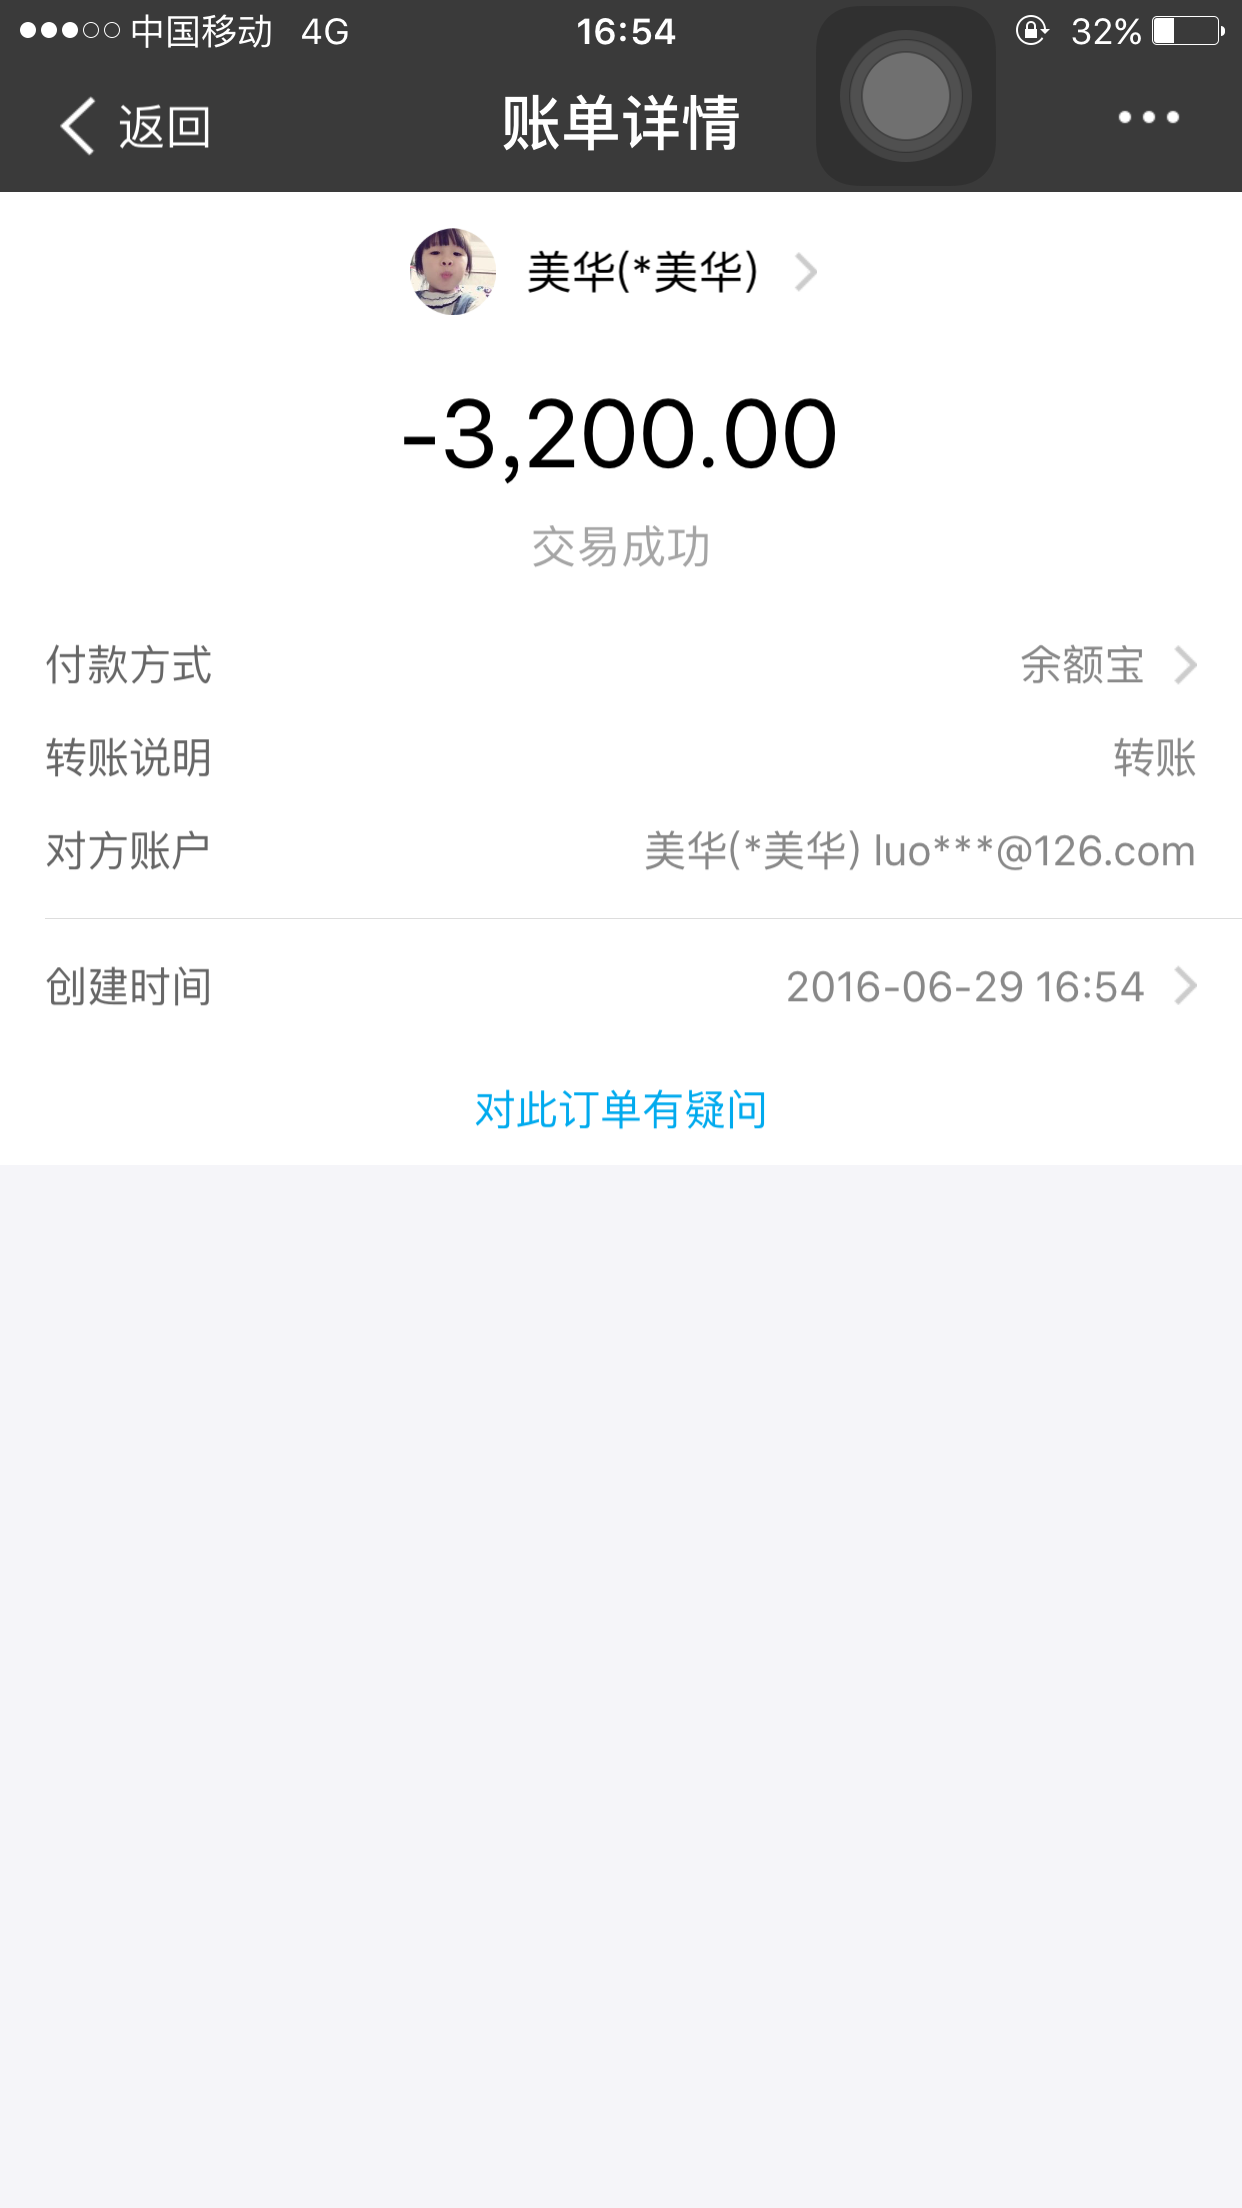 中国移动 4G 16:54 32%
返回 账单详情
美华(*美华)
-3,200.00
交易成功
付款方式 余额宝
转账说明 转账
对方账户 美华(*美华) luo***@126.com
创建时间 2016-06-29 16:54
对此订单有疑问